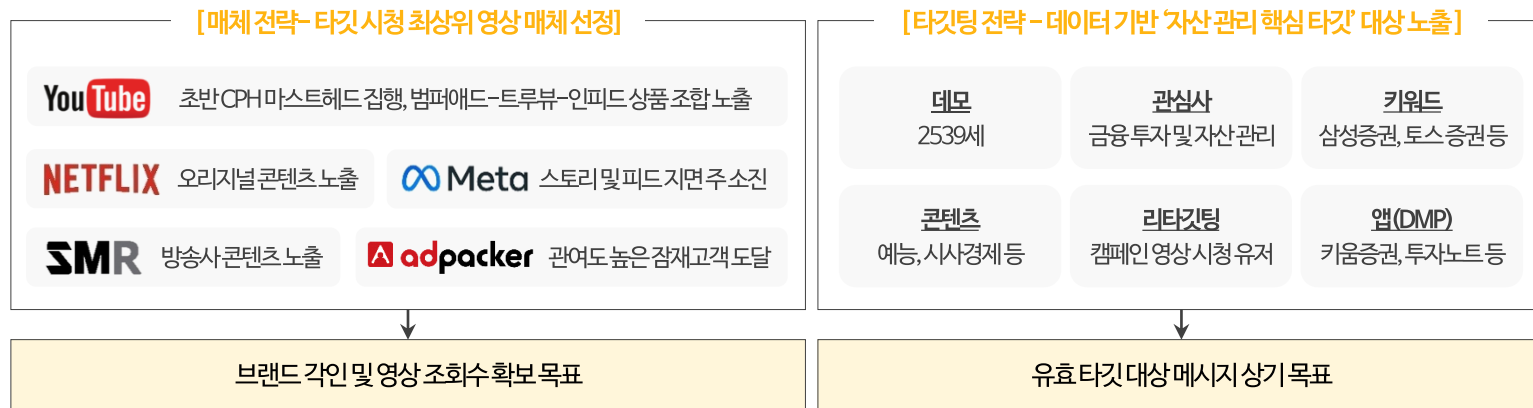 [매체 전략- 타깃 시청 최상위 영상 매체 선정]
YouTube 초반 CPH 마스트헤드 집행, 범퍼애드-트루뷰-인피드 상품 조합 노출
NETFLIX 오리지널 콘텐츠 노출
Meta 스토리 및 피드 지면 주 소진
SMR 방송사 콘텐츠 노출
adpacker 관여도 높은 잠재고객 도달
브랜드 각인 및 영상 조회수 확보 목표
[타깃팅 전략 - 데이터 기반 ‘자산 관리 핵심 타깃’ 대상 노출]
데모
2539세
관심사
금융 투자 및 자산 관리
키워드
삼성증권, 토스 증권 등
콘텐츠
예능, 시사경제 등
리타깃팅
캠페인 영상 시청 유저
앱(DMP)
키움증권, 투자노트 등
유효 타깃 대상 메시지 상기 목표